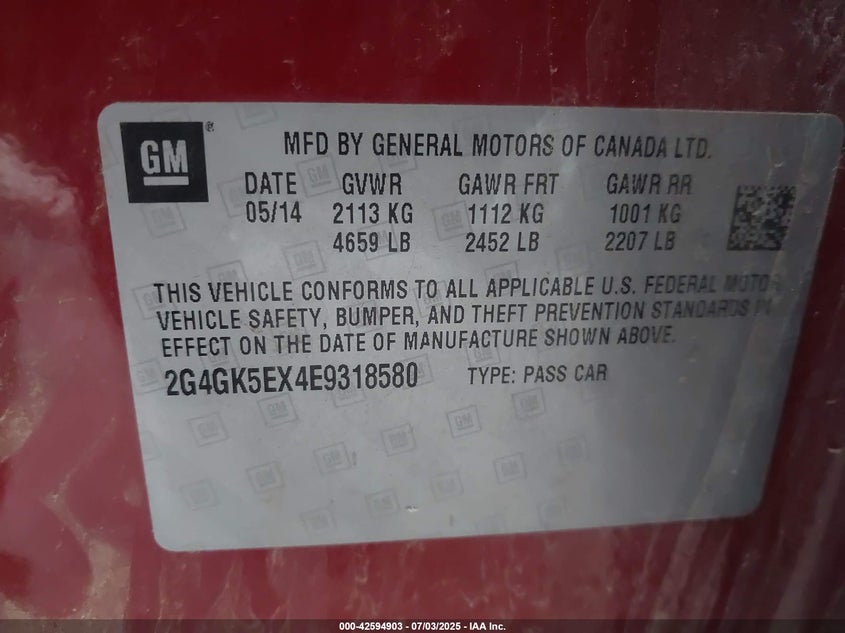 GM®
MFD BY GENERAL MOTORS OF CANADA LTD.
DATE GVWR GAWR FRT GAWR RR
05/14 2113 KG 1112 KG 1001 KG
4659 LB 2452 LB 2207 LB
THIS VEHICLE CONFORMS TO ALL APPLICABLE U.S. FEDERAL MOTOR
VEHICLE SAFETY, BUMPER, AND THEFT PREVENTION STANDARDS IN
EFFECT ON THE DATE OF MANUFACTURE SHOWN ABOVE.
2G4GK5EX4E9318580 TYPE: PASS CAR
000-42594903 / 07/03/2025 - IAA Inc.